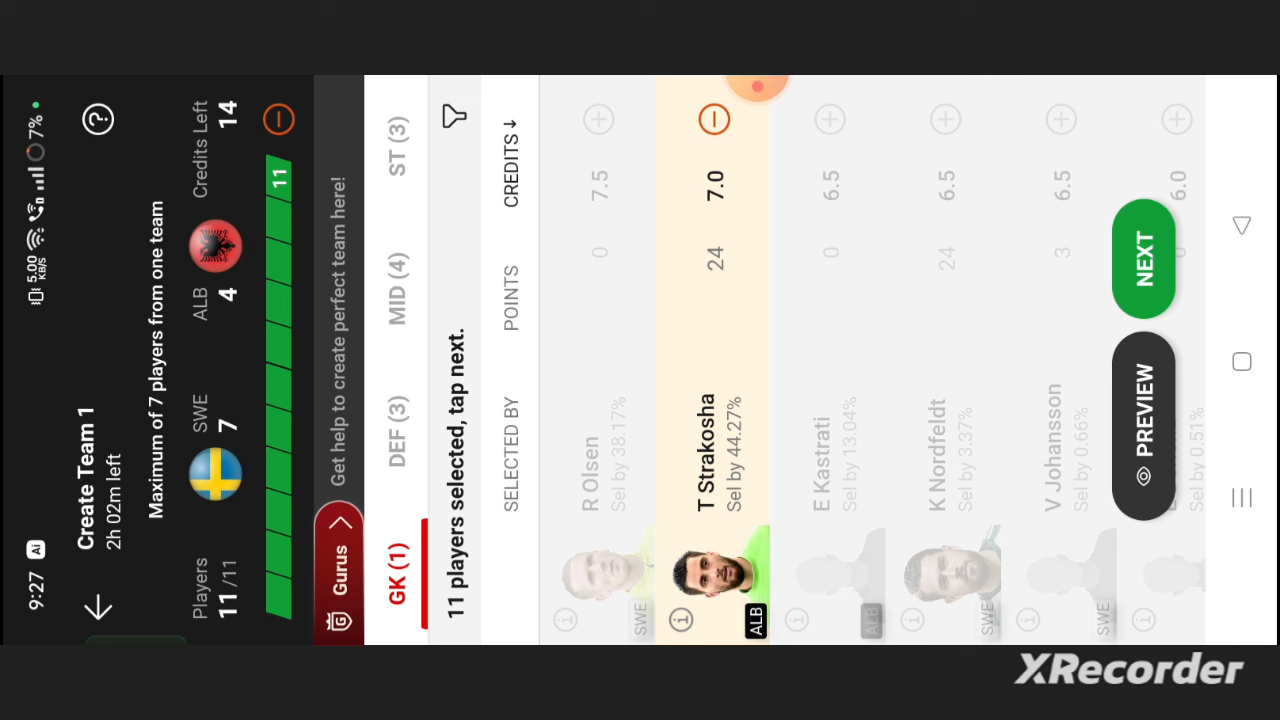 9:27 Ai 5.00 KB/S 7%
Create Team 1
2h 02m left
?
Maximum of 7 players from one team
Players SWE ALB Credits Left
11 /11 7 4 14
11
G Gurus Get help to create perfect team here!
GK (1) DEF (3) MID (4) ST (3)
11 players selected, tap next.
SELECTED BY POINTS CREDITS
R Olsen 0 7.5
Sel by 38.17%
SWE
T Strakosha 24 7.0
Sel by 44.27%
ALB
E Kastrati 0 6.5
Sel by 13.04%
ALB
K Nordfeldt 24 6.5
Sel by 3.37%
SWE
V Johansson 3 6.5
Sel by 0.66%
SWE
PREVIEW NEXT
6.0
by 0.51%
XRecorder